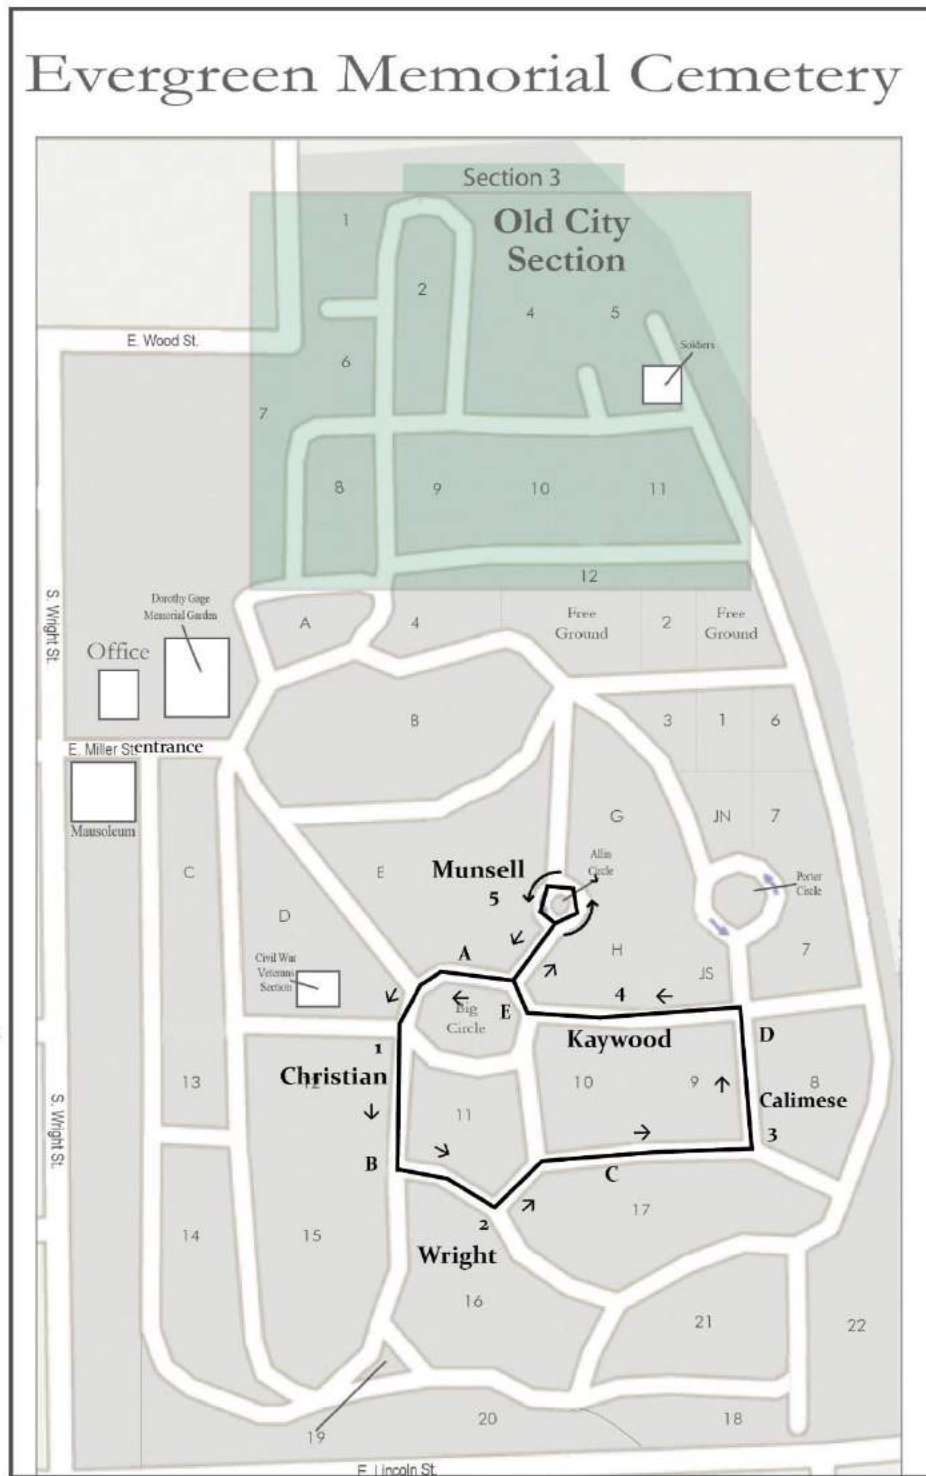 Evergreen Memorial Cemetery
Section 3
Old City
Section
1
2
4
5
E. Wood St.
Soldiers
6
7
8
9
10
11
12
S. Wright St.
Dorothy Gage
Memorial Garden
Office
A
4
Free
Ground
2
Free
Ground
E. Miller St.
entrance
B
3
1
6
Mausoleum
C
E
G
JN
7
Munsell
5
Allin
Circle
Porter
Circle
D
Civil War
Veterans
Section
A
H
JS
7
4
E
Big
Circle
Kaywood
D
1
Christian
13
12
11
10
9
8
Calimese
3
S. Wright St.
B
C
2
14
15
17
Wright
16
21
22
19
20
18
E. Lincoln St.